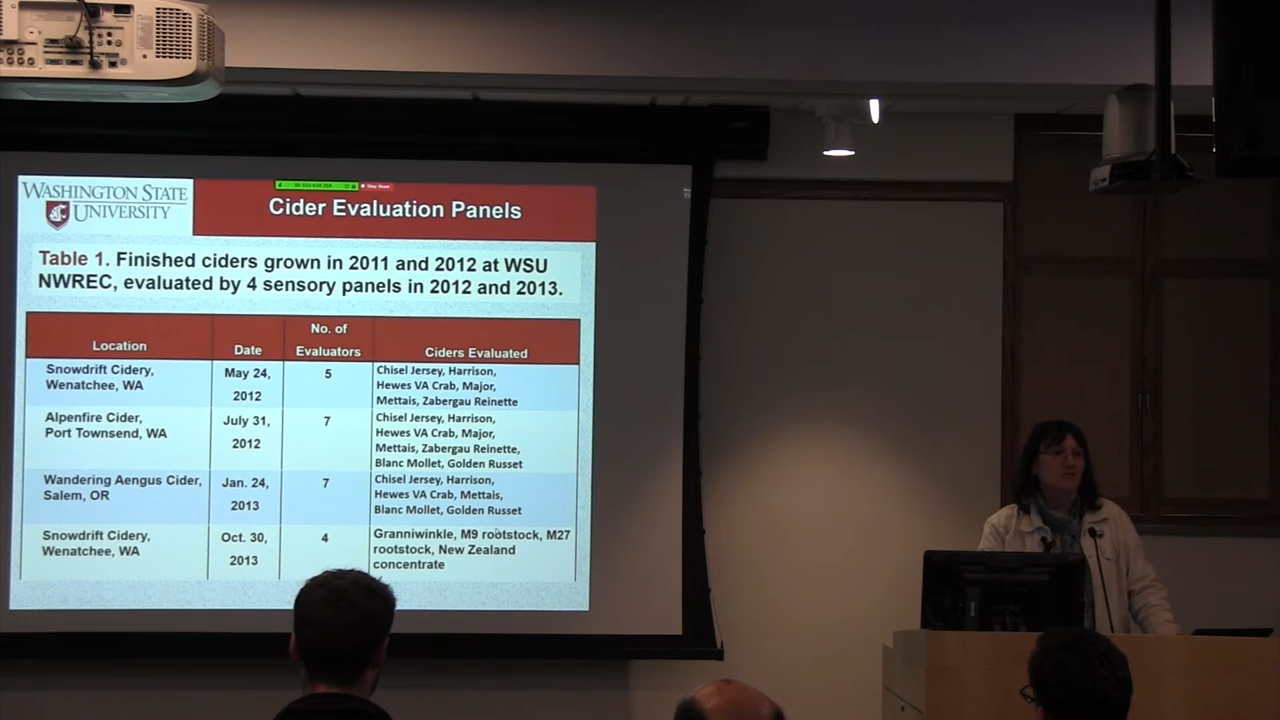 WASHINGTON STATE
UNIVERSITY
Stop Share
Cider Evaluation Panels
Table 1. Finished ciders grown in 2011 and 2012 at WSU
NWREC, evaluated by 4 sensory panels in 2012 and 2013.
Location
Date
No. of
Evaluators
Ciders Evaluated
Snowdrift Cidery,
Wenatchee, WA
May 24,
2012
5
Chisel Jersey, Harrison,
Hewes VA Crab, Major,
Mettais, Zabergau Reinette
Alpenfire Cider,
Port Townsend, WA
July 31,
2012
7
Chisel Jersey, Harrison,
Hewes VA Crab, Major,
Mettais, Zabergau Reinette,
Blanc Mollet, Golden Russet
Wandering Aengus Cider,
Salem, OR
Jan. 24,
2013
7
Chisel Jersey, Harrison,
Hewes VA Crab, Mettais,
Blanc Mollet, Golden Russet
Snowdrift Cidery,
Wenatchee, WA
Oct. 30,
2013
4
Granniwinkle, M9 rootstock, M27
rootstock, New Zealand
concentrate